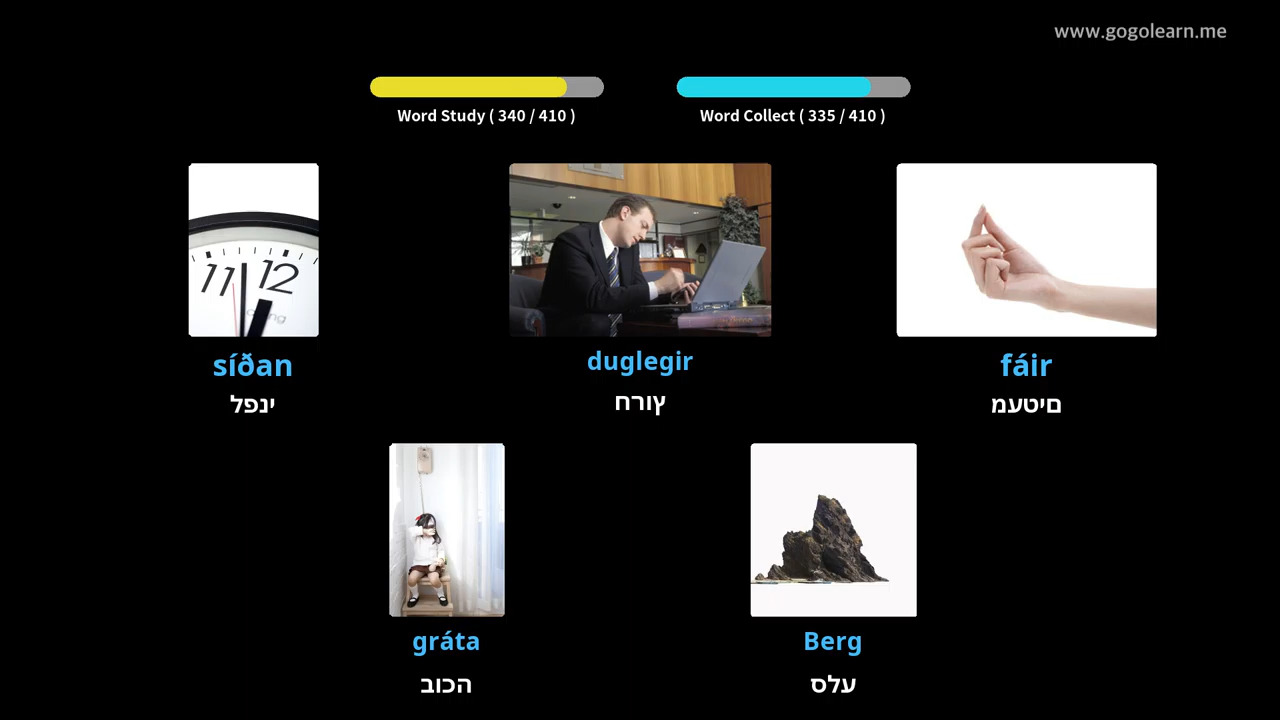 www.gogolearn.me
Word Study ( 340 / 410 )
Word Collect ( 335 / 410 )
síðan
ינפל
duglegir
ץורח
fáir
םיטעמ
gráta
הכוב
Berg
עלס